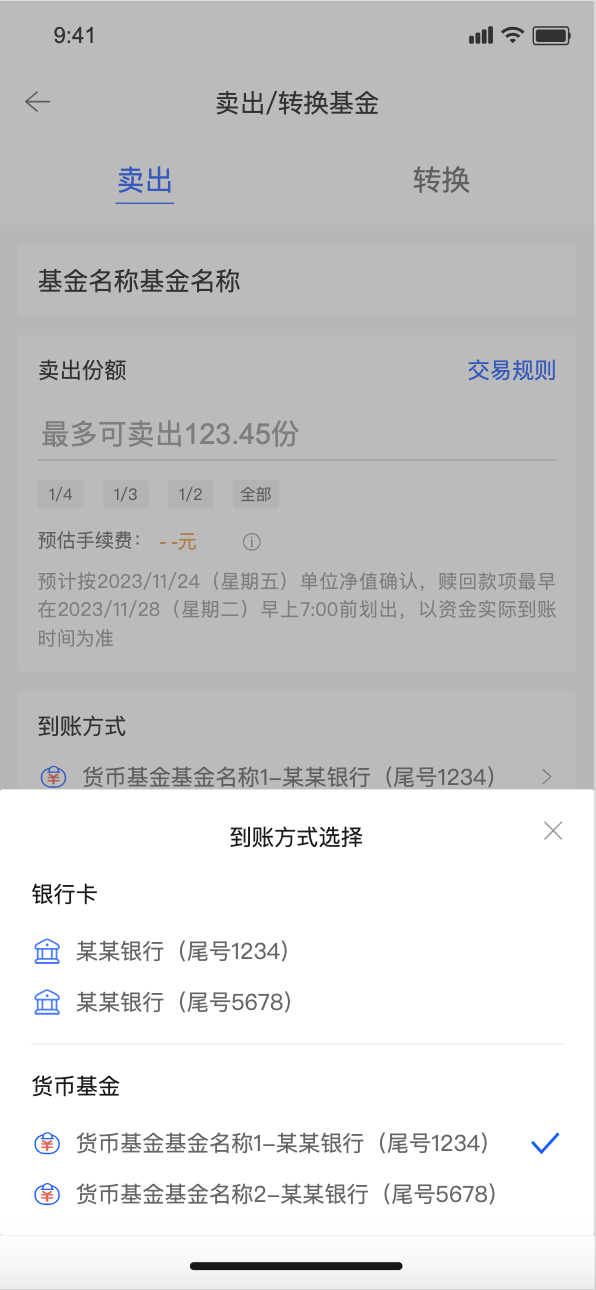 9:41
卖出/转换基金
卖出
转换
基金名称基金名称
卖出份额
交易规则
最多可卖出123.45份
1/4
1/3
1/2
全部
预估手续费：
- -元
预计按2023/11/24（星期五）单位净值确认，赎回款项最早
在2023/11/28（星期二）早上7:00前划出，以资金实际到账
时间为准
到账方式
货币基金基金名称1-某某银行（尾号1234）
到账方式选择
银行卡
某某银行（尾号1234）
某某银行（尾号5678）
货币基金
货币基金基金名称1-某某银行（尾号1234）
货币基金基金名称2-某某银行（尾号5678）